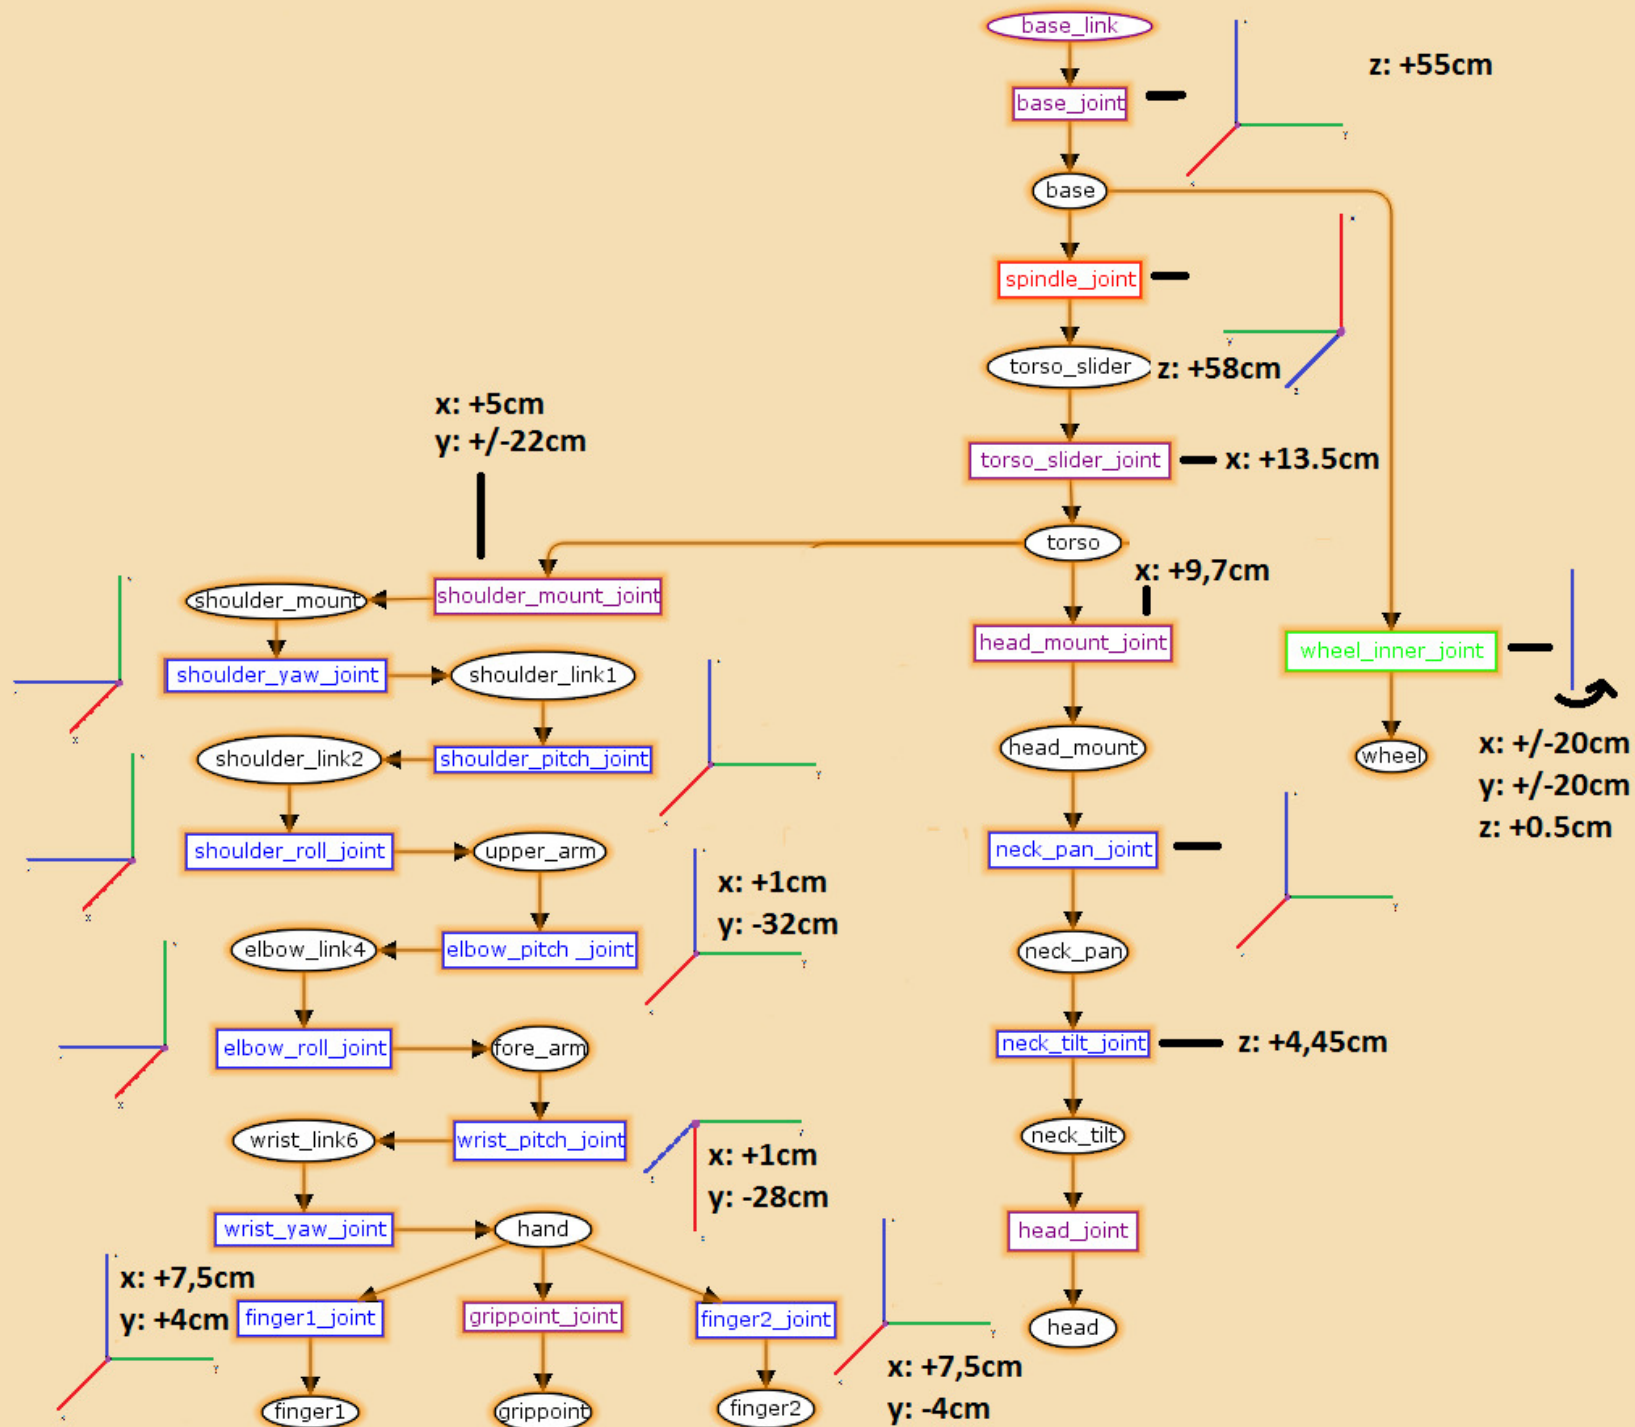 base_link
z: +55cm
base_joint
Y
base
spindle_joint
Y
z
torso_slider
z: +58cm
x: +5cm
y: +/-22cm
torso_slider_joint
x: +13.5cm
torso
x: +9,7cm
shoulder_mount
shoulder_mount_joint
head_mount_joint
wheel_inner_joint
shoulder_yaw_joint
shoulder_link1
x
head_mount
wheel
x: +/-20cm
y: +/-20cm
z: +0.5cm
shoulder_link2
shoulder_pitch_joint
Y
shoulder_roll_joint
upper_arm
neck_pan_joint
x
x: +1cm
y: -32cm
Y
elbow_link4
elbow_pitch _joint
Y
neck_pan
elbow_roll_joint
fore_arm
neck_tilt_joint
z: +4,45cm
x
wrist_link6
wrist_pitch_joint
x: +1cm
y: -28cm
neck_tilt
wrist_yaw_joint
hand
head_joint
x: +7,5cm
y: +4cm
finger1_joint
grippoint_joint
finger2_joint
Y
head
Y
x: +7,5cm
y: -4cm
finger1
grippoint
finger2